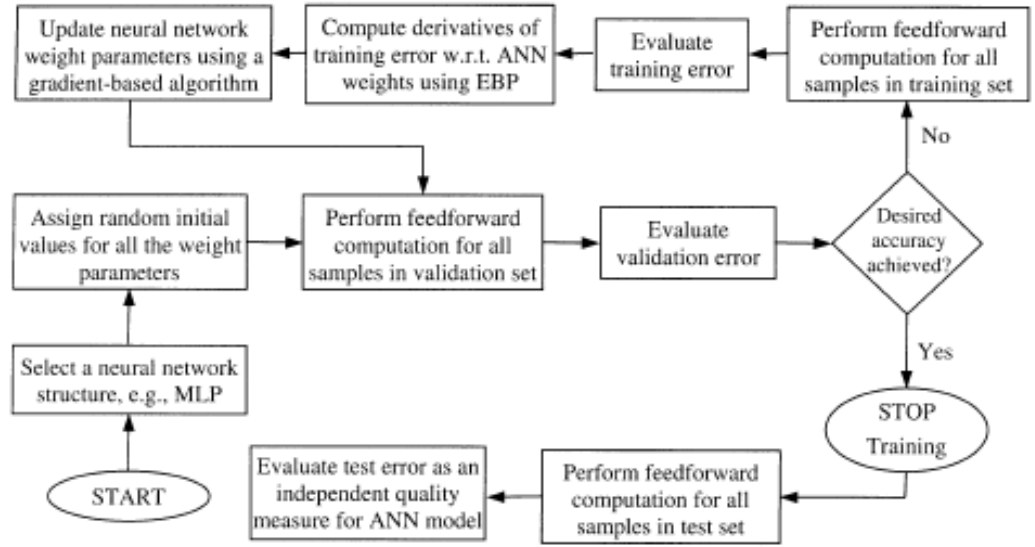 Update neural network
weight parameters using a
gradient-based algorithm
Compute derivatives of
training error w.r.t. ANN
weights using EBP
Evaluate
training error
Perform feedforward
computation for all
samples in training set
No
Assign random initial
values for all the weight
parameters
Perform feedforward
computation for all
samples in validation set
Evaluate
validation error
Desired
accuracy
achieved?
Select a neural network
structure, e.g., MLP
Yes
STOP
Training
START
Evaluate test error as an
independent quality
measure for ANN model
Perform feedforward
computation for all
samples in test set